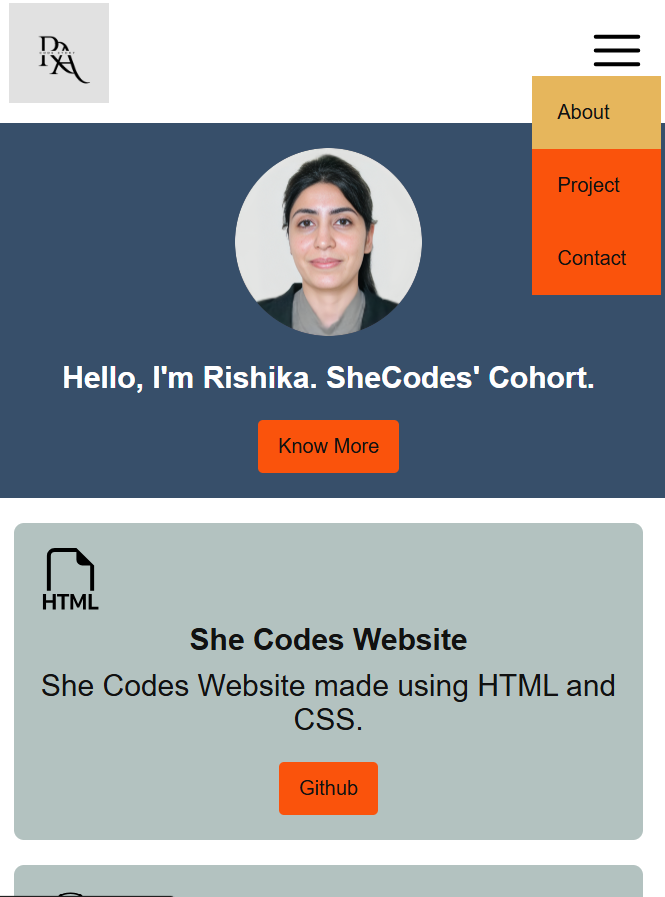 RA
About
Project
Contact
Hello, I'm Rishika. SheCodes' Cohort.
Know More
HTML
She Codes Website
She Codes Website made using HTML and
CSS.
Github